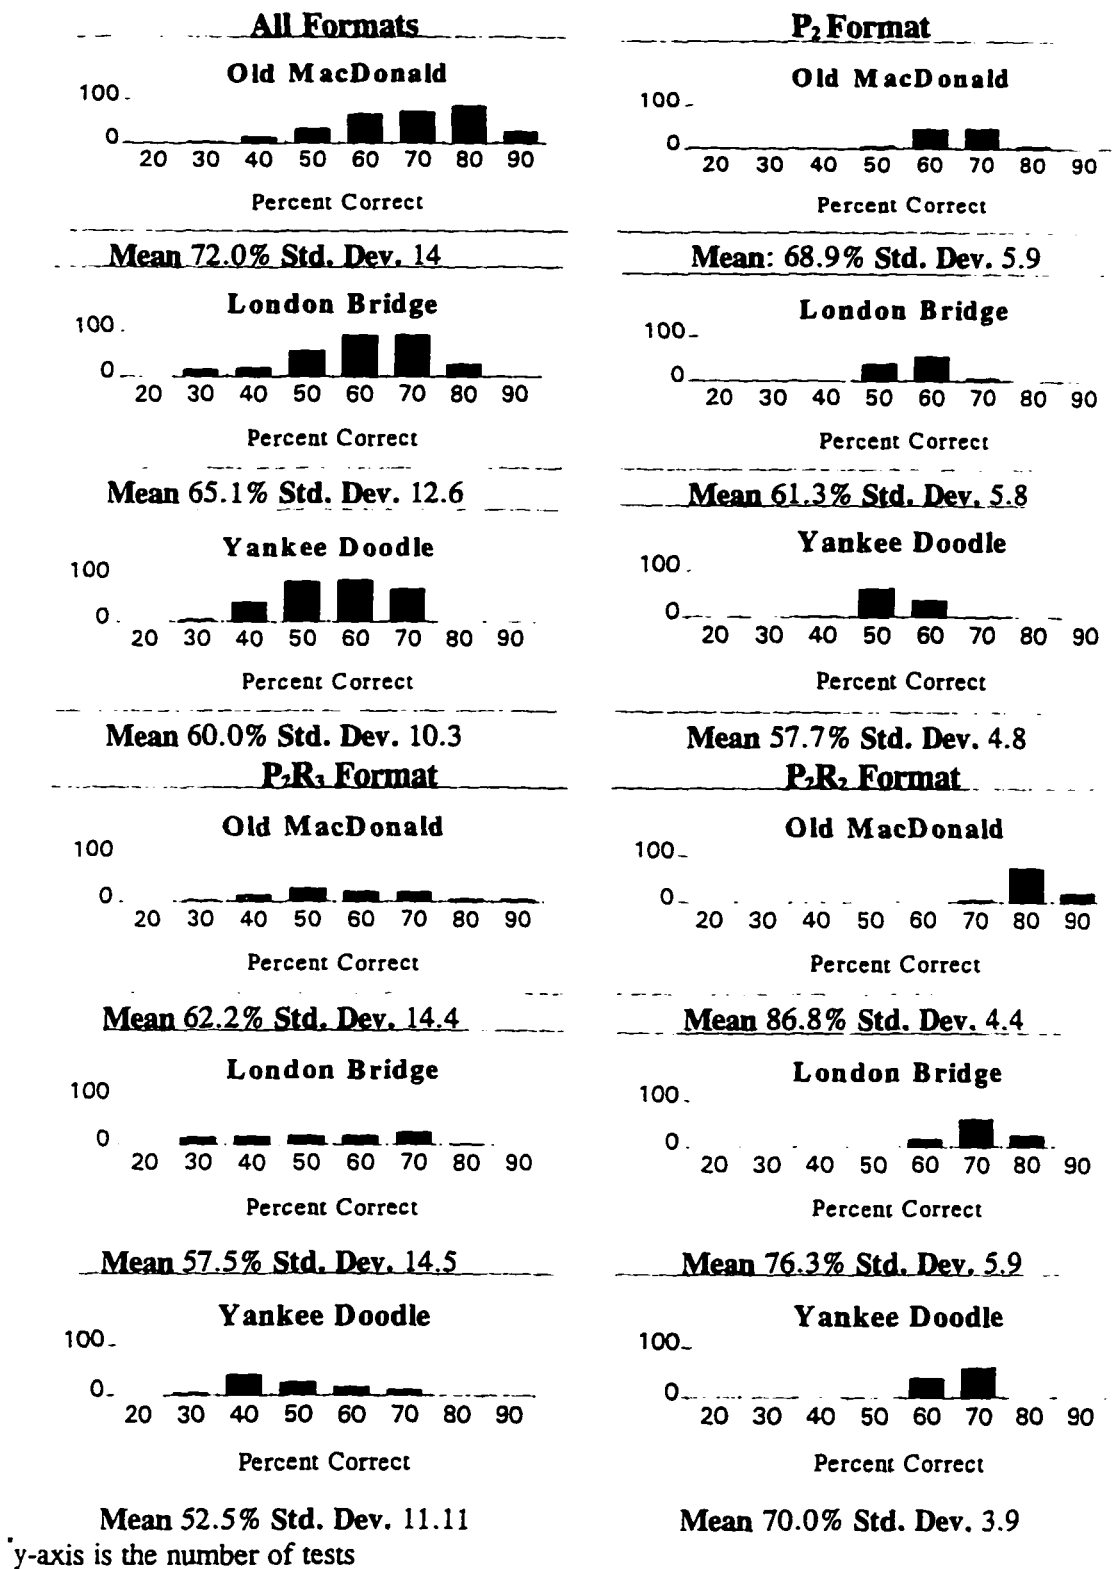 All Formats
Old MacDonald
100
0
20 30 40 50 60 70 80 90
Percent Correct
Mean 72.0% Std. Dev. 14
London Bridge
100
0
20 30 40 50 60 70 80 90
Percent Correct
Mean 65.1% Std. Dev. 12.6
Yankee Doodle
100
0
20 30 40 50 60 70 80 90
Percent Correct
Mean 60.0% Std. Dev. 10.3
P₂ Format
Old MacDonald
100
0
20 30 40 50 60 70 80 90
Percent Correct
Mean: 68.9% Std. Dev. 5.9
London Bridge
100
0
20 30 40 50 60 70 80 90
Percent Correct
Mean 61.3% Std. Dev. 5.8
Yankee Doodle
100
0
20 30 40 50 60 70 80 90
Percent Correct
Mean 57.7% Std. Dev. 4.8
P₂R₃ Format
Old MacDonald
100
0
20 30 40 50 60 70 80 90
Percent Correct
Mean 62.2% Std. Dev. 14.4
London Bridge
100
0
20 30 40 50 60 70 80 90
Percent Correct
Mean 57.5% Std. Dev. 14.5
Yankee Doodle
100
0
20 30 40 50 60 70 80 90
Percent Correct
Mean 52.5% Std. Dev. 11.11
P₂R₂ Format
Old MacDonald
100
0
20 30 40 50 60 70 80 90
Percent Correct
Mean 86.8% Std. Dev. 4.4
London Bridge
100
0
20 30 40 50 60 70 80 90
Percent Correct
Mean 76.3% Std. Dev. 5.9
Yankee Doodle
100
0
20 30 40 50 60 70 80 90
Percent Correct
Mean 70.0% Std. Dev. 3.9
*y-axis is the number of tests